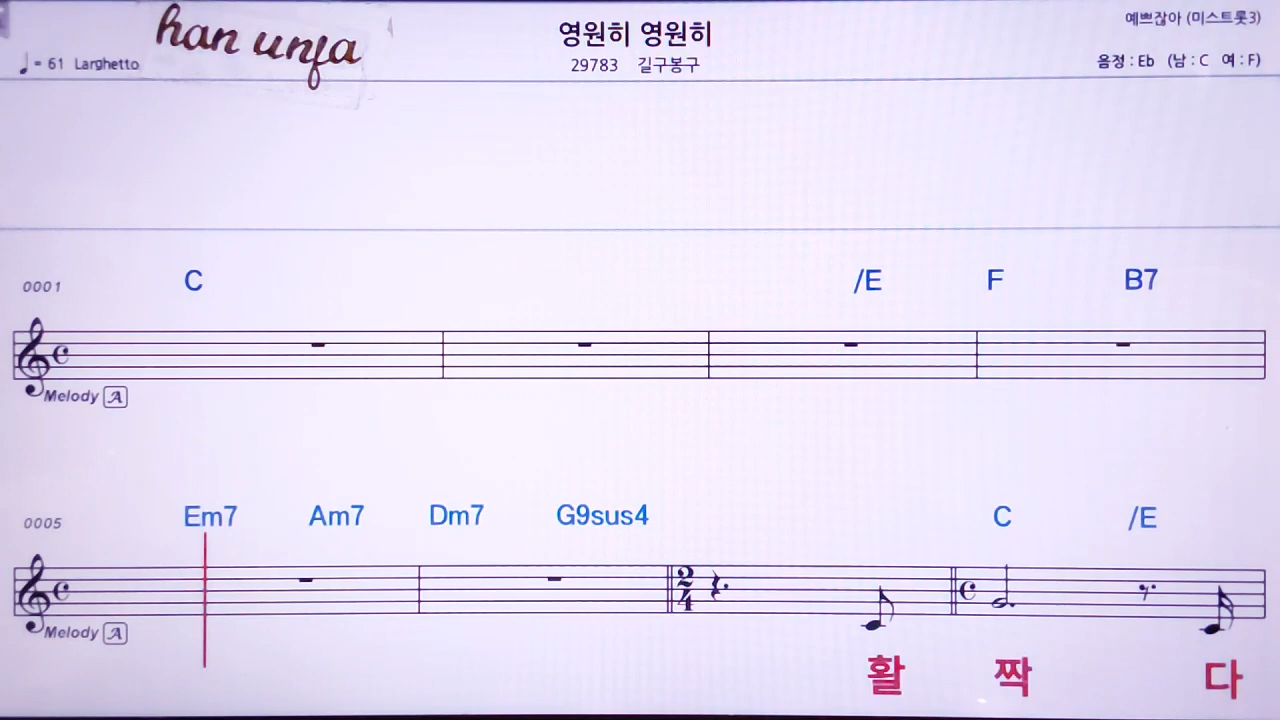 han unja
영원히 영원히
예쁘잖아 (미스트롯3)
♩= 61 Larghetto
29783 길구봉구
음정 : Eb (남 : C 여 : F)
0001 C /E F B7
Melody A
0005 Em7 Am7 Dm7 G9sus4 C /E
2
4
Melody A
활 짝 다